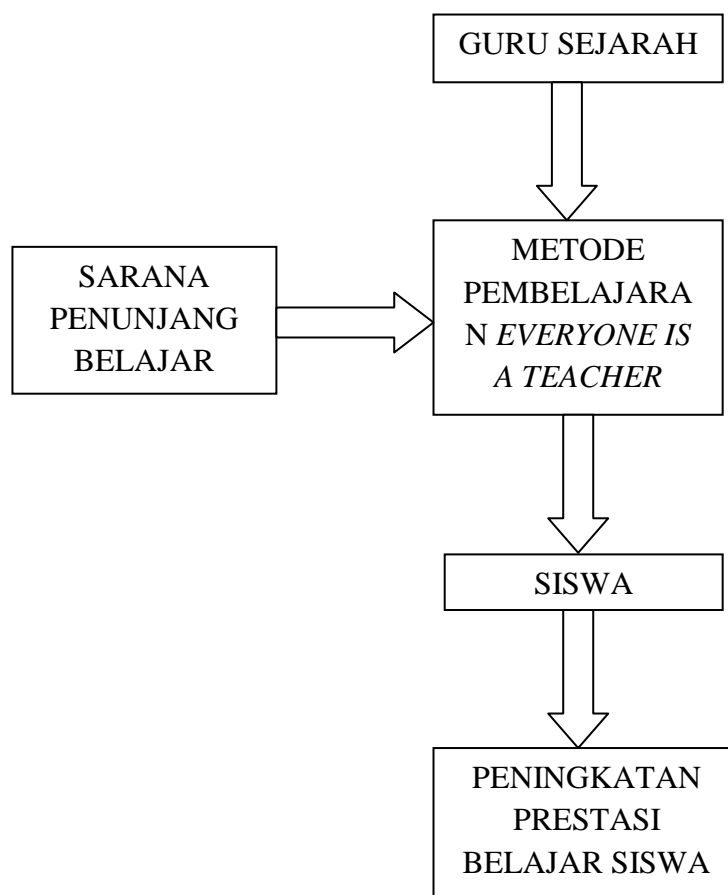 GURU SEJARAH
METODE
PEMBELAJARA
N EVERYONE IS
A TEACHER
SARANA
PENUNJANG
BELAJAR
SISWA
PENINGKATAN
PRESTASI
BELAJAR SISWA